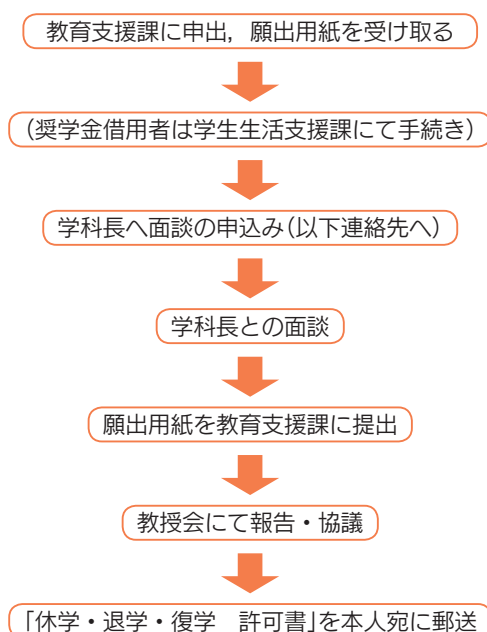 教育支援課に申出，願出用紙を受け取る
（奨学金借用者は学生生活支援課にて手続き）
学科長へ面談の申込み（以下連絡先へ）
学科長との面談
願出用紙を教育支援課に提出
教授会にて報告・協議
「休学・退学・復学　許可書」を本人宛に郵送